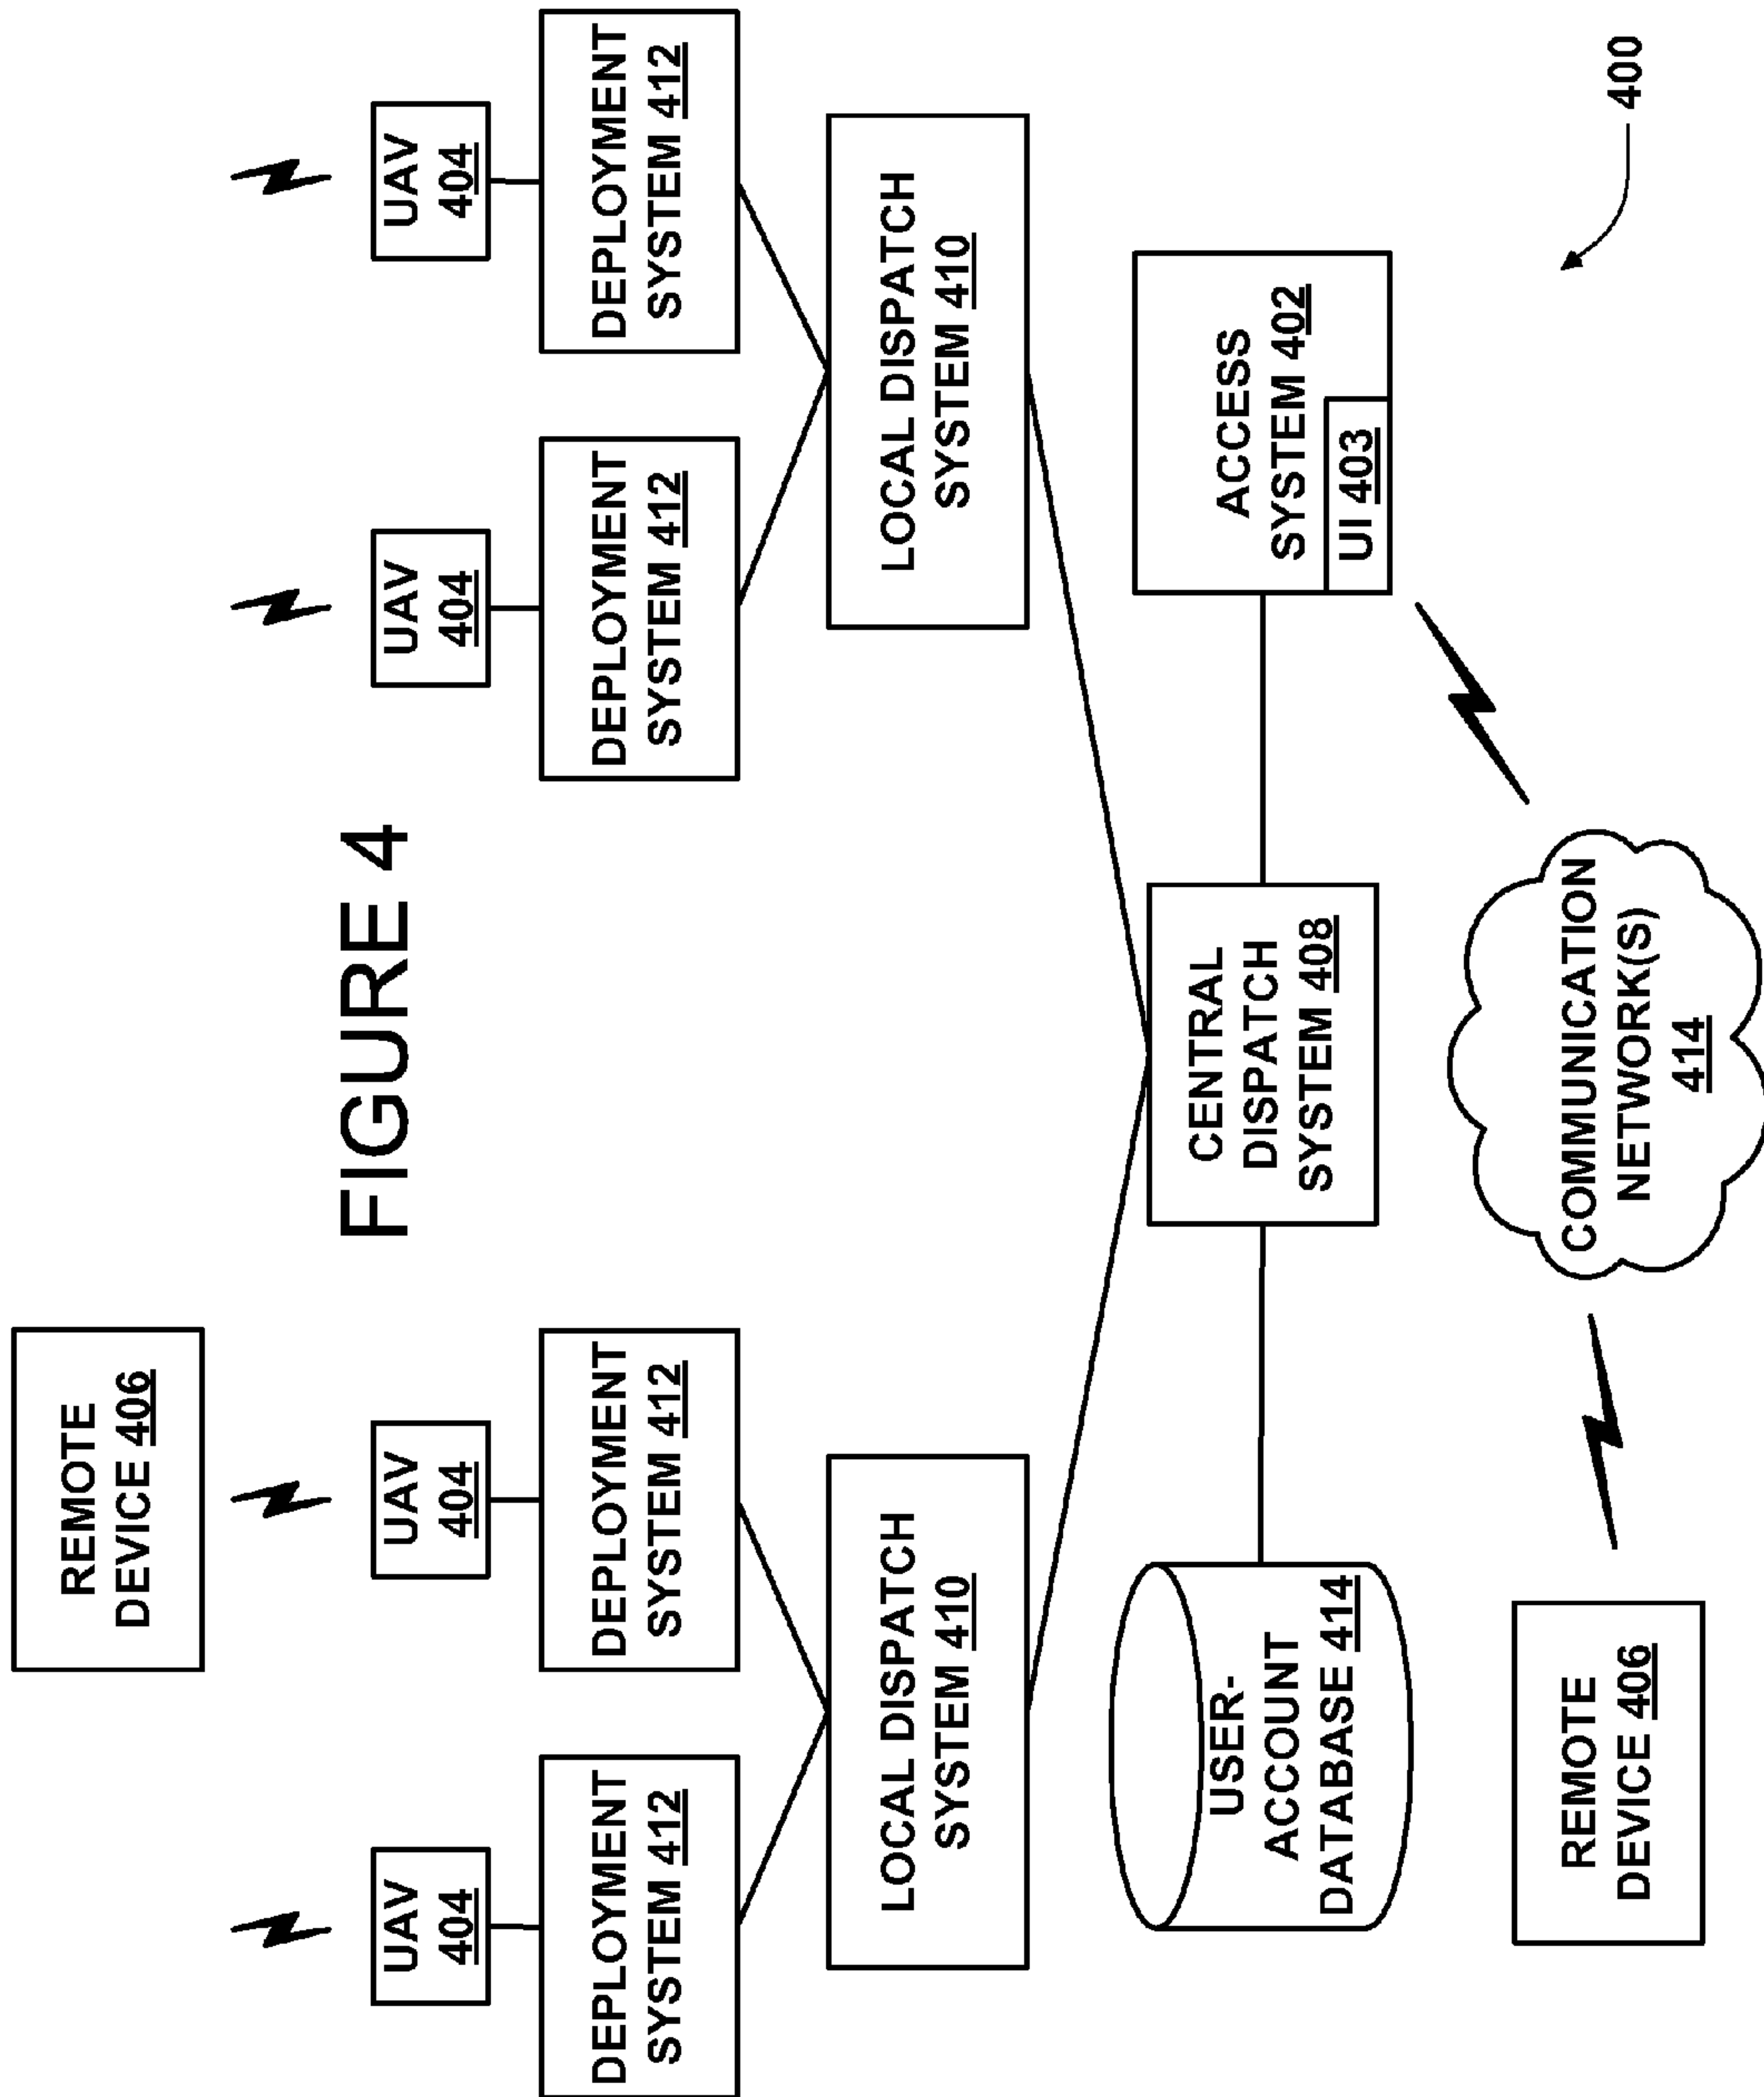 REMOTE
DEVICE 406
FIGURE 4
UAV
404
UAV
404
UAV
404
UAV
404
DEPLOYMENT
SYSTEM 412
DEPLOYMENT
SYSTEM 412
DEPLOYMENT
SYSTEM 412
DEPLOYMENT
SYSTEM 412
LOCAL DISPATCH
SYSTEM 410
LOCAL DISPATCH
SYSTEM 410
USER-
ACCOUNT
DATABASE 414
CENTRAL
DISPATCH
SYSTEM 408
ACCESS
SYSTEM 402
UI 403
REMOTE
DEVICE 406
COMMUNICATION
NETWORK(S)
414
400